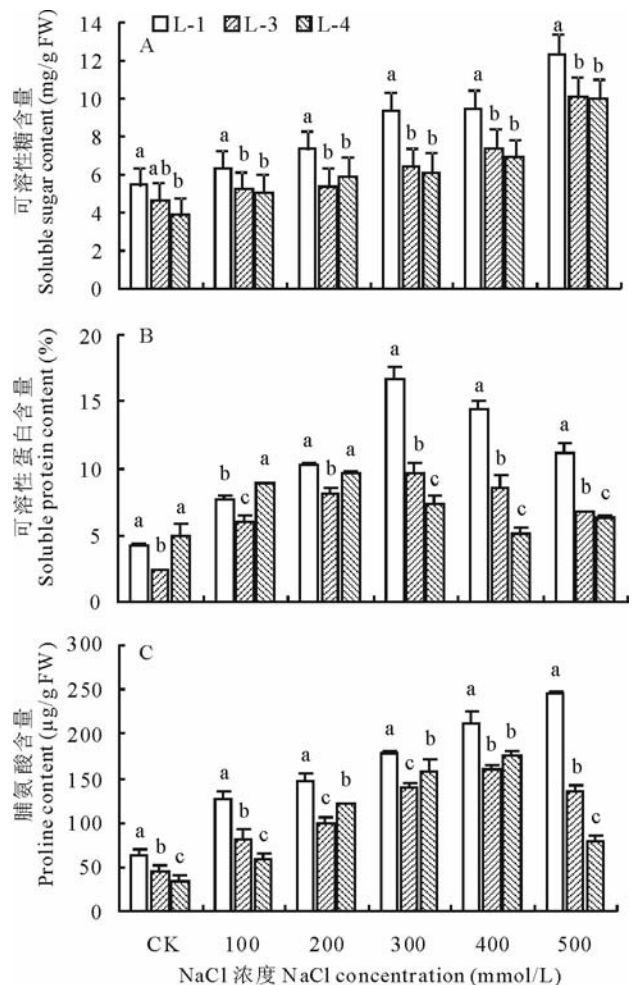 A
L-1 L-3 L-4
可溶性糖含量
Soluble sugar content (mg/g FW)
14
12
10
8
6
4
2
0
a ab b
a b b
a b b
a b b
a b b
a b b
B
可溶性蛋白含量
Soluble protein content (%)
20
15
10
5
0
a b a
b c a
a b a
a b c
a b c
a b c
C
脯氨酸含量
Proline content (μg/g FW)
300
250
200
150
100
50
0
a b c
a b c
a c b
a c b
a b b
a b c
CK 100 200 300 400 500
NaCl 浓度 NaCl concentration (mmol/L)